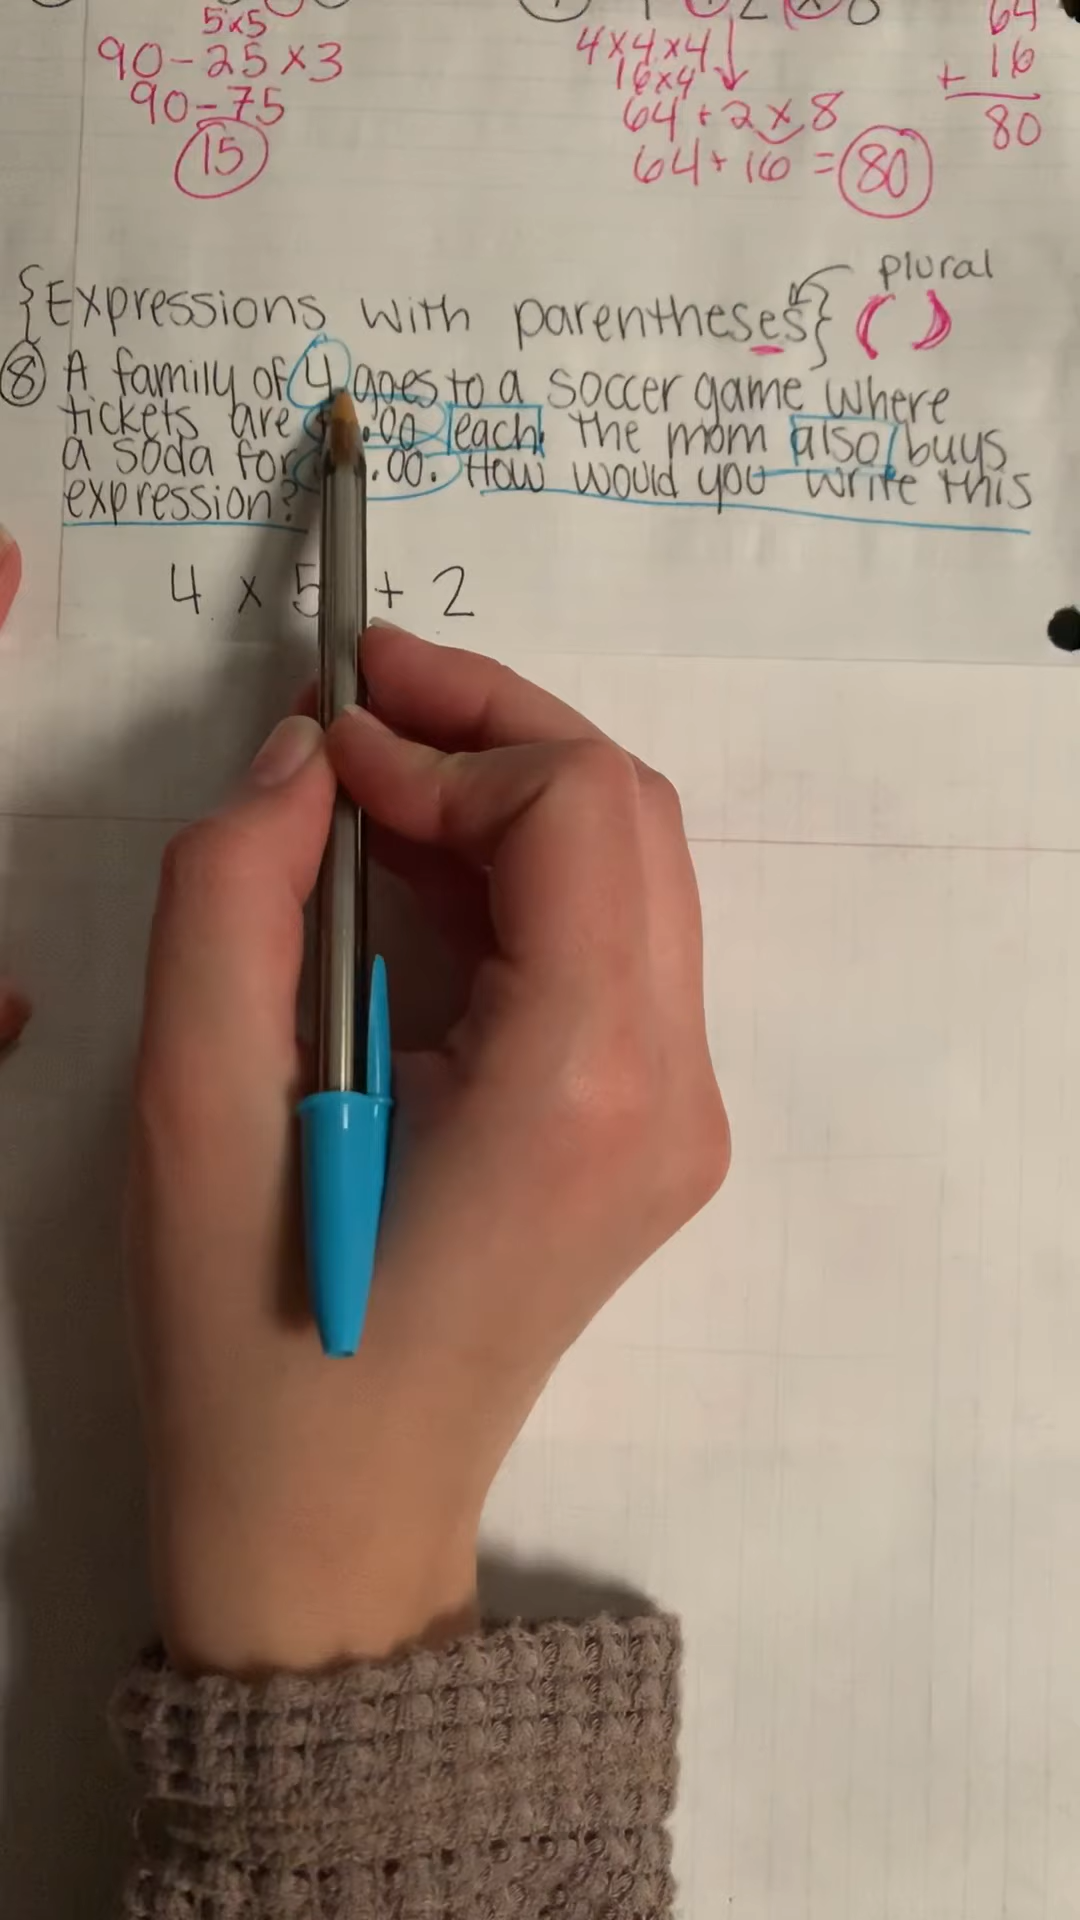 5x5
90-25x3
90-75
15
4x4x4
16x4
64+2x8
64+16=80
64
+ 16
80
plural
{Expressions with parentheses} ( )
8 A family of 4 goes to a soccer game where
tickets are .00 each. The mom also buys
a soda for .00. How would you write this
expression?
4 x 5 + 2